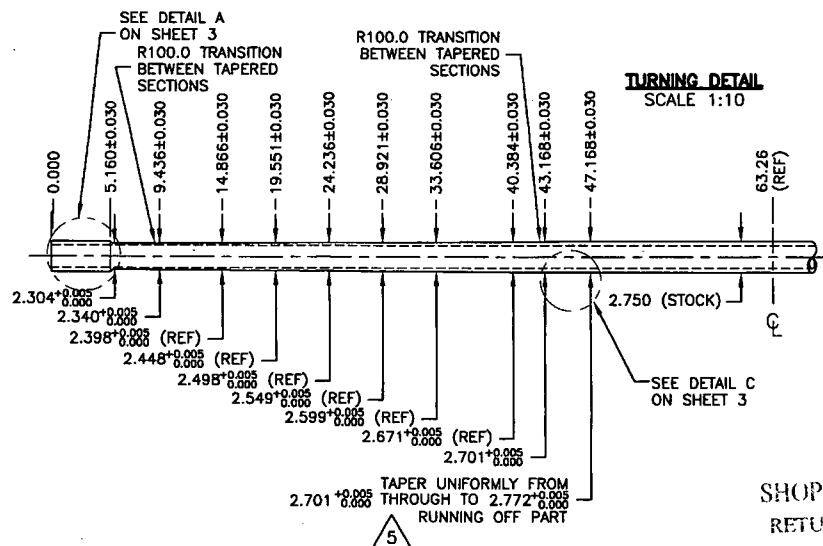 SEE DETAIL A
ON SHEET 3
R100.0 TRANSITION
BETWEEN TAPERED
SECTIONS
R100.0 TRANSITION
BETWEEN TAPERED
SECTIONS
TURNING DETAIL
SCALE 1:10
0.000
5.160±0.030
9.436±0.030
14.866±0.030
19.551±0.030
24.236±0.030
28.921±0.030
33.606±0.030
40.384±0.030
43.168±0.030
47.168±0.030
63.26
(REF)
2.304 +0.005 0.000
2.340 +0.005 0.000
2.398 +0.005 0.000 (REF)
2.448 +0.005 0.000 (REF)
2.498 +0.005 0.000 (REF)
2.549 +0.005 0.000 (REF)
2.599 +0.005 0.000 (REF)
2.671 +0.005 0.000 (REF)
2.701 +0.005 0.000
2.750 (STOCK)
℄
SEE DETAIL C
ON SHEET 3
TAPER UNIFORMLY FROM
2.701 +0.005 0.000 THROUGH TO 2.772 +0.005 0.000
RUNNING OFF PART
5
SHOP
RETU